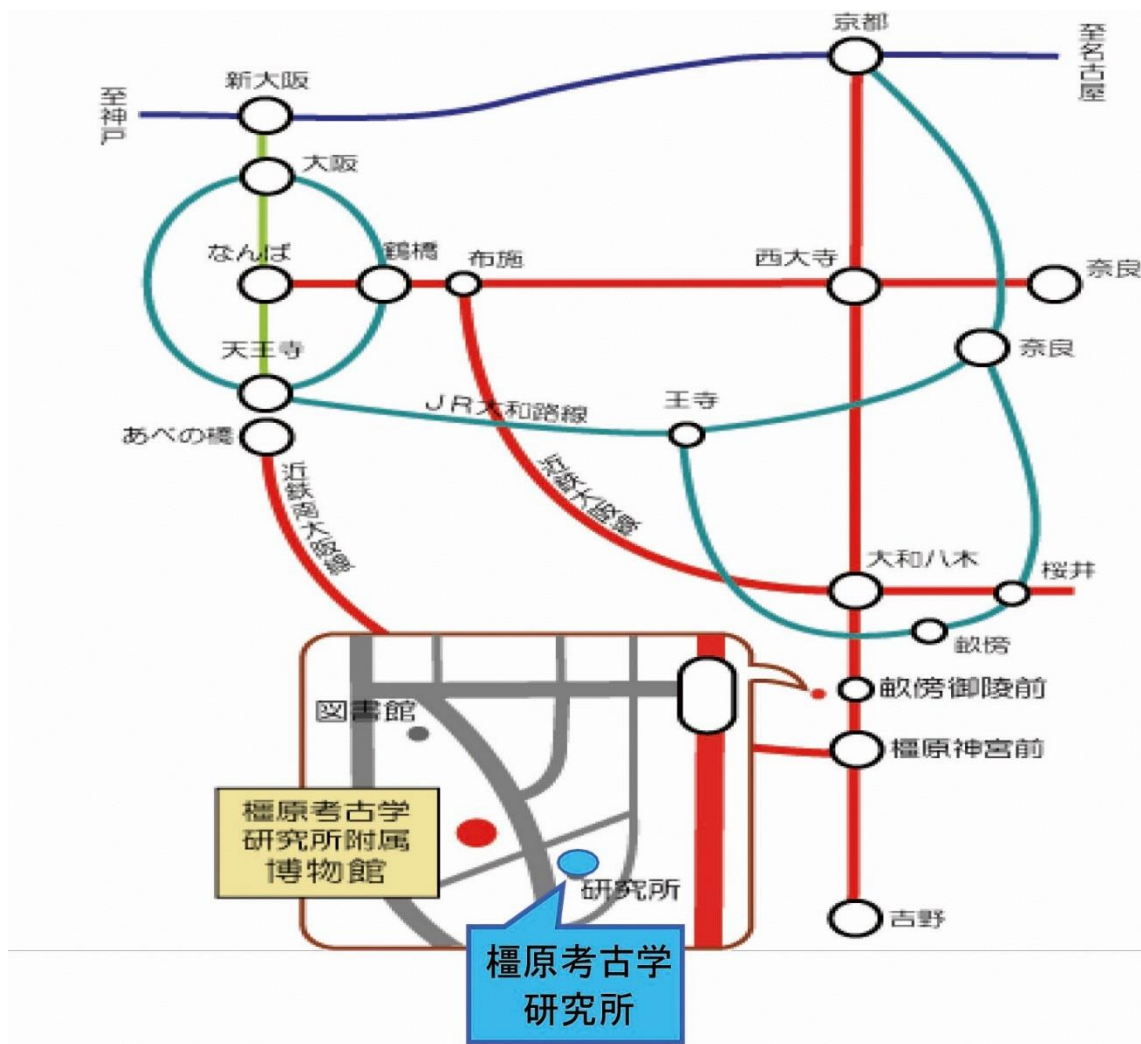 京都
至名古屋
新大阪
至神戸
大阪
なんば
鶴橋
布施
西大寺
奈良
天王寺
奈良
JR大和路線
王寺
あべの橋
近鉄南大阪線
近鉄大阪線
大和八木
桜井
畝傍
畝傍御陵前
図書館
橿原神宮前
橿原考古学
研究所附属
博物館
研究所
吉野
橿原考古学
研究所